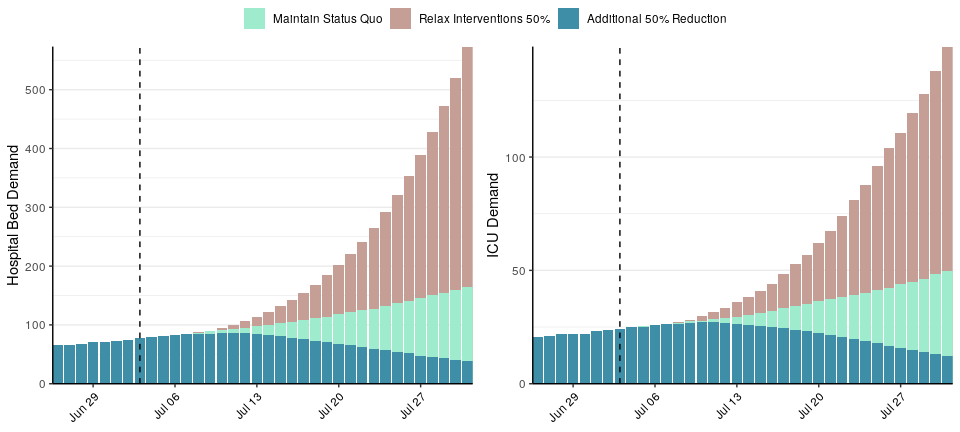 Maintain Status Quo Relax Interventions 50% Additional 50% Reduction
Hospital Bed Demand
500
400
300
200
100
0
Jun 29 Jul 06 Jul 13 Jul 20 Jul 27
ICU Demand
100
50
0
Jun 29 Jul 06 Jul 13 Jul 20 Jul 27